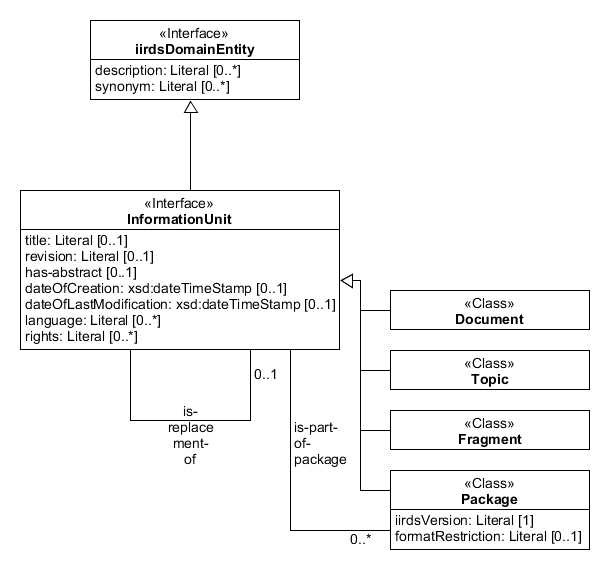 «Interface»
iirdsDomainEntity
description: Literal [0..*]
synonym: Literal [0..*]
«Interface»
InformationUnit
title: Literal [0..1]
revision: Literal [0..1]
has-abstract [0..1]
dateOfCreation: xsd:dateTimeStamp [0..1]
dateOfLastModification: xsd:dateTimeStamp [0..1]
language: Literal [0..*]
rights: Literal [0..*]
0..1
is-
replace
ment-
of
is-part-
of-
package
0..*
«Class»
Document
«Class»
Topic
«Class»
Fragment
«Class»
Package
iirdsVersion: Literal [1]
formatRestriction: Literal [0..1]